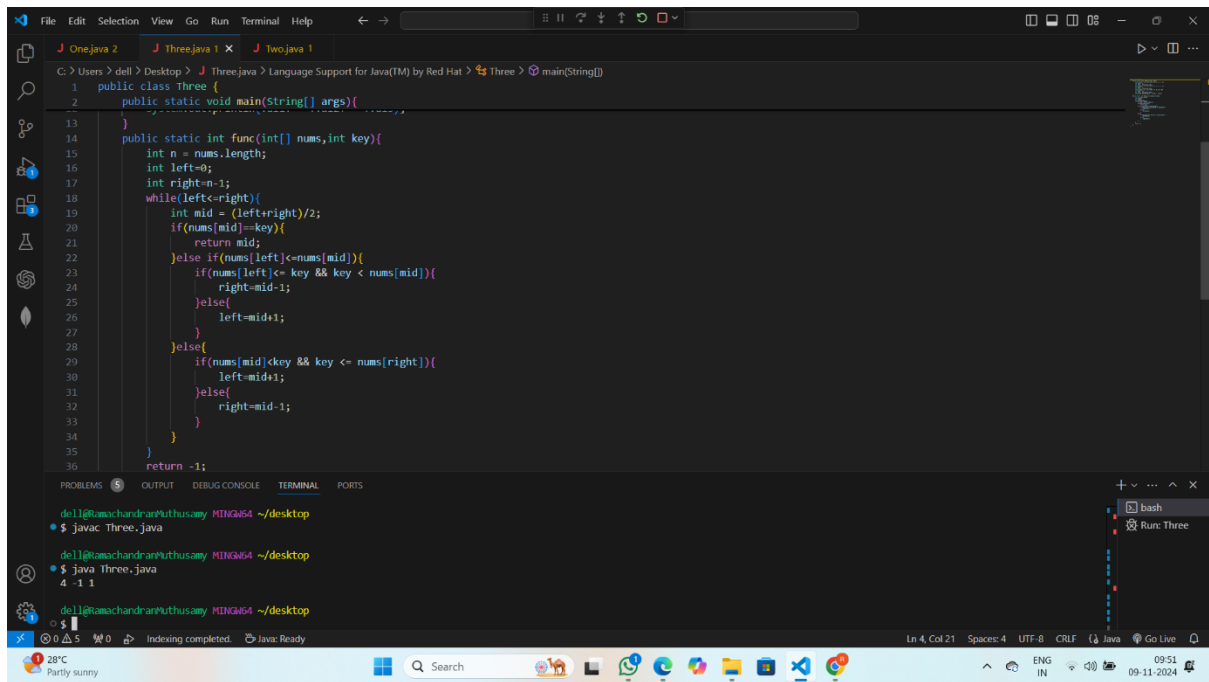 File Edit Selection View Go Run Terminal Help
J One.java 2 J Three.java 1 J Two.java 1
C: > Users > dell > Desktop > J Three.java > Language Support for Java(TM) by Red Hat > Three > main(String[])
1 public class Three {
2 public static void main(String[] args){
13 }
14 public static int func(int[] nums,int key){
15 int n = nums.length;
16 int left=0;
17 int right=n-1;
18 while(left<=right){
19 int mid = (left+right)/2;
20 if(nums[mid]==key){
21 return mid;
22 }else if(nums[left]<=nums[mid]){
23 if(nums[left]<= key && key < nums[mid]){
24 right=mid-1;
25 }else{
26 left=mid+1;
27 }
28 }else{
29 if(nums[mid]<key && key <= nums[right]){
30 left=mid+1;
31 }else{
32 right=mid-1;
33 }
34 }
35 }
36 return -1;
PROBLEMS 5 OUTPUT DEBUG CONSOLE TERMINAL PORTS
bash
Run: Three
dell@RamachandranMuthusamy MINGW64 ~/desktop
$ javac Three.java
dell@RamachandranMuthusamy MINGW64 ~/desktop
$ java Three.java
4 -1 1
dell@RamachandranMuthusamy MINGW64 ~/desktop
$
0 5 0 Indexing completed. Java: Ready Ln 4, Col 21 Spaces: 4 UTF-8 CRLF Java Go Live
28°C
Partly sunny
Search
ENG
IN
09:51
09-11-2024